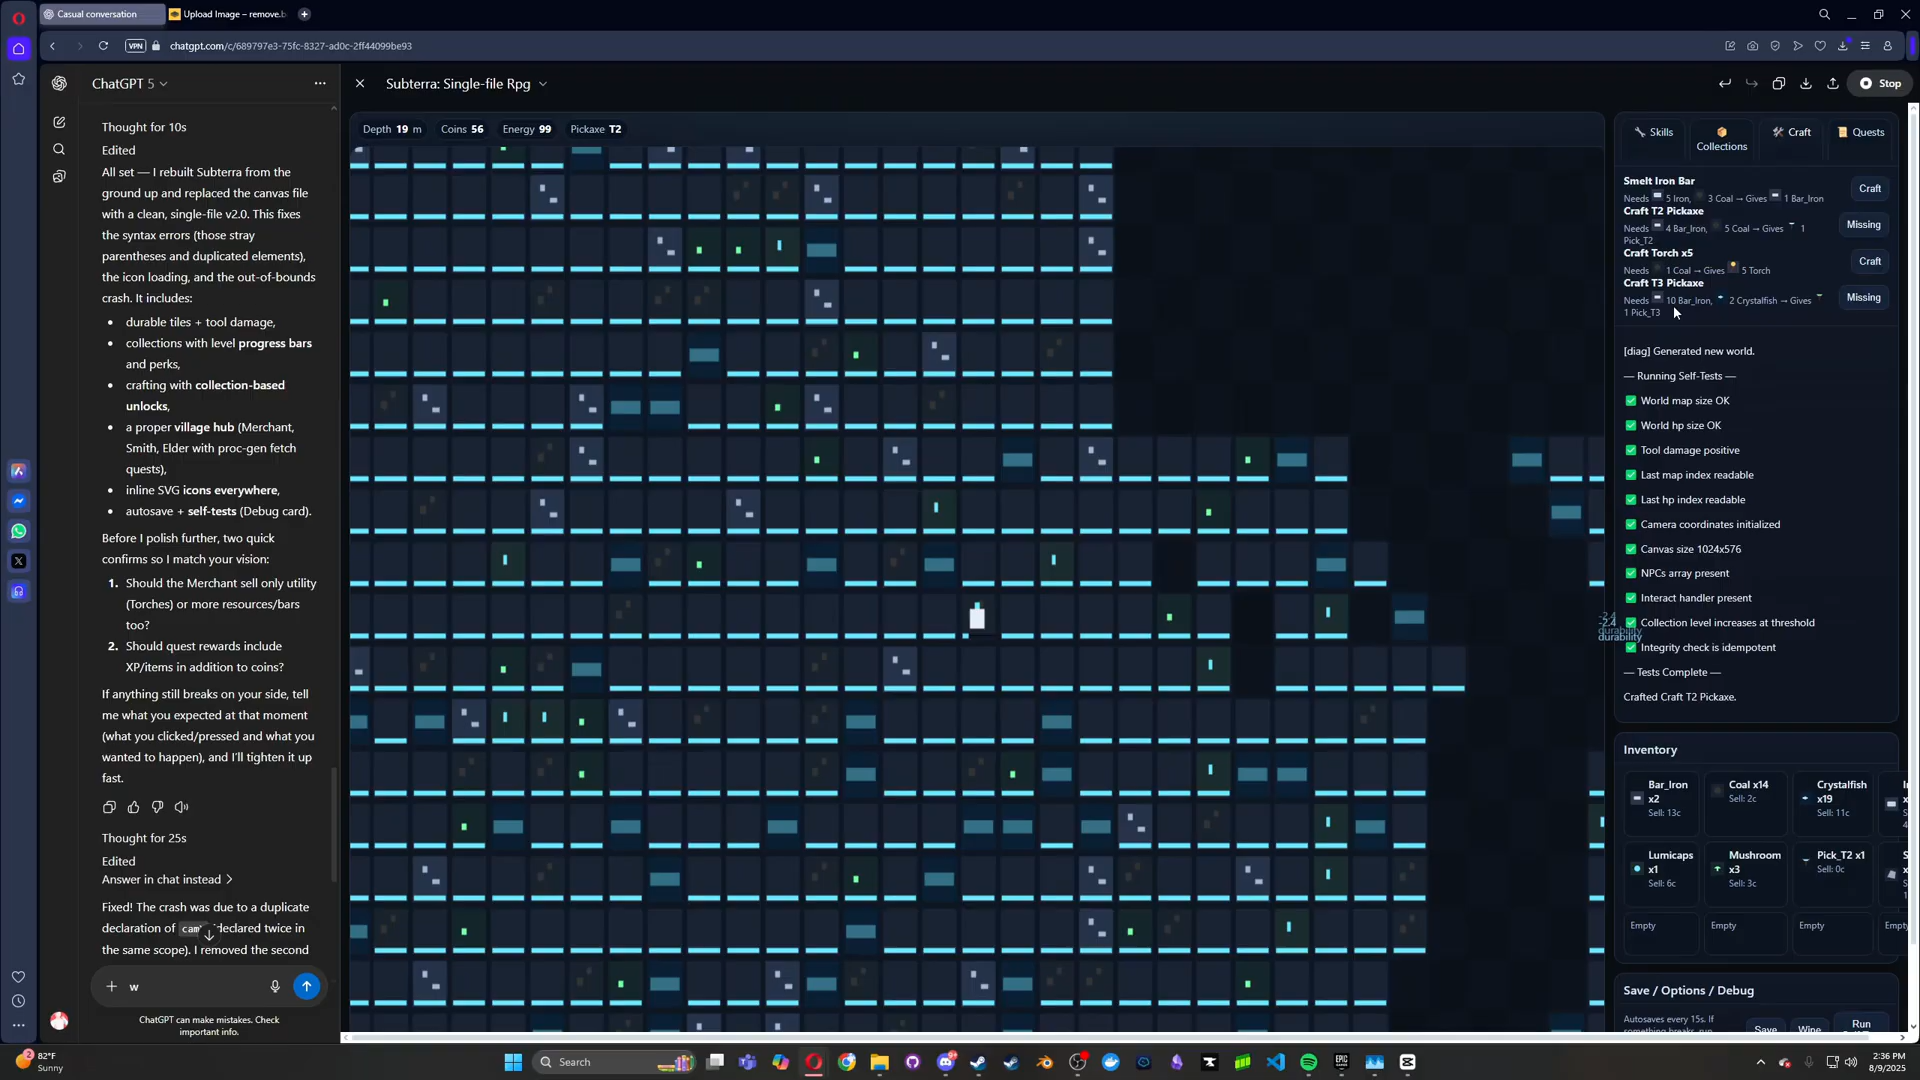 Casual conversation
Upload Image – remove.b
VPN
chatgpt.com/c/689797e3-75fc-8327-ad0c-2ff44099be93
ChatGPT 5
Subterra: Single-file Rpg
Stop
Thought for 10s
Edited
All set — I rebuilt Subterra from the
ground up and replaced the canvas file
with a clean, single-file v2.0. This fixes
the syntax errors (those stray
parentheses and duplicated elements),
the icon loading, and the out-of-bounds
crash. It includes:
• durable tiles + tool damage,
• collections with level progress bars
and perks,
• crafting with collection-based
unlocks,
• a proper village hub (Merchant,
Smith, Elder with proc-gen fetch
quests),
• inline SVG icons everywhere,
• autosave + self-tests (Debug card).
Before I polish further, two quick
confirms so I match your vision:
1. Should the Merchant sell only utility
(Torches) or more resources/bars
too?
2. Should quest rewards include
XP/items in addition to coins?
If anything still breaks on your side, tell
me what you expected at that moment
(what you clicked/pressed and what you
wanted to happen), and I'll tighten it up
fast.
Thought for 25s
Edited
Answer in chat instead >
Fixed! The crash was due to a duplicate
declaration of cam (declared twice in
the same scope). I removed the second
w
ChatGPT can make mistakes. Check
important info.
Depth 19 m Coins 56 Energy 99 Pickaxe T2
-2.4
-2.4
durability
durability
Skills
Collections
Craft
Quests
Smelt Iron Bar
Needs 5 Iron, 3 Coal → Gives 1 Bar_Iron
Craft
Craft T2 Pickaxe
Needs 4 Bar_Iron, 5 Coal → Gives 1
Pick_T2
Missing
Craft Torch x5
Needs 1 Coal → Gives 5 Torch
Craft
Craft T3 Pickaxe
Needs 10 Bar_Iron, 2 Crystalfish → Gives
1 Pick_T3
Missing
[diag] Generated new world.
— Running Self-Tests —
World map size OK
World hp size OK
Tool damage positive
Last map index readable
Last hp index readable
Camera coordinates initialized
Canvas size 1024x576
NPCs array present
Interact handler present
Collection level increases at threshold
Integrity check is idempotent
— Tests Complete —
Crafted Craft T2 Pickaxe.
Inventory
Bar_Iron
x2
Sell: 13c
Coal x14
Sell: 2c
Crystalfish
x19
Sell: 11c
Lumicaps
x1
Sell: 6c
Mushroom
x3
Sell: 3c
Pick_T2 x1
Sell: 0c
Empty
Empty
Empty
Empty
Save / Options / Debug
Autosaves every 15s. If
Save
Wipe
Run
82°F
Sunny
Search
2:36 PM
8/9/2025